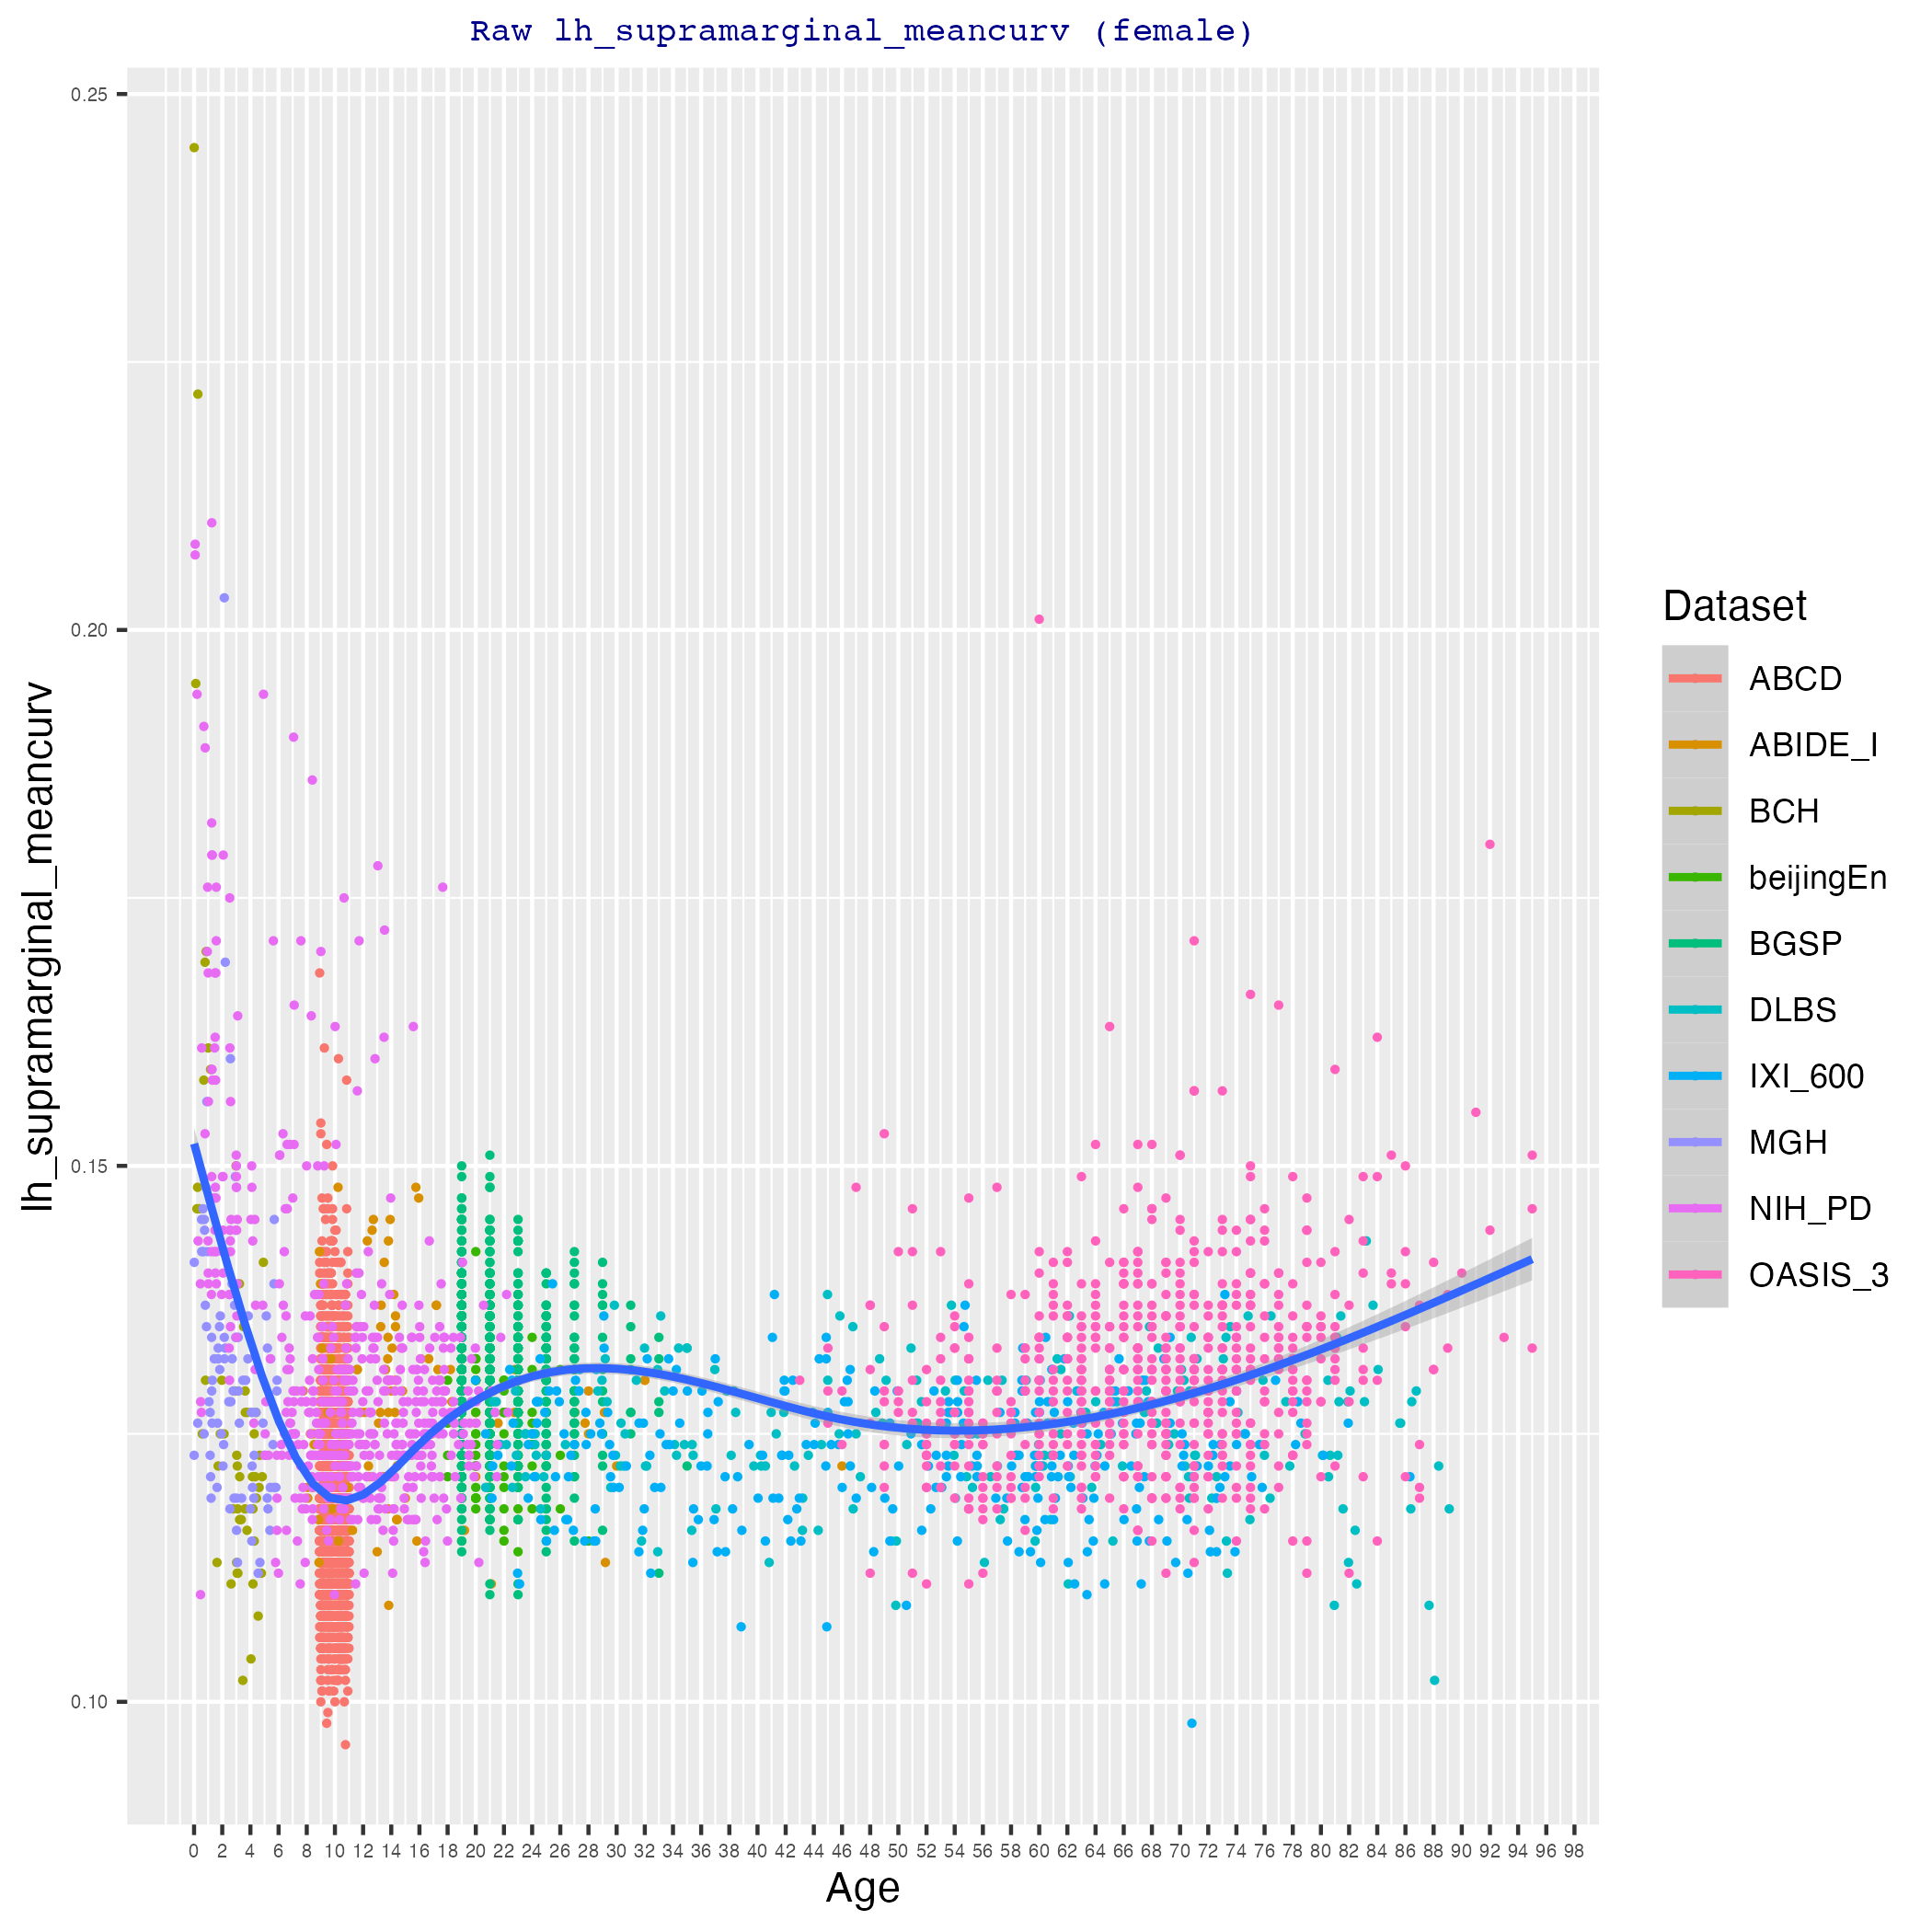 Raw lh_supramarginal_meancurv (female)
0.25
0.20
0.15
0.10
lh_supramarginal_meancurv
0 2 4 6 8 10 12 14 16 18 20 22 24 26 28 30 32 34 36 38 40 42 44 46 48 50 52 54 56 58 60 62 64 66 68 70 72 74 76 78 80 82 84 86 88 90 92 94 96 98
Age
Dataset
ABCD
ABIDE_I
BCH
beijingEn
BGSP
DLBS
IXI_600
MGH
NIH_PD
OASIS_3